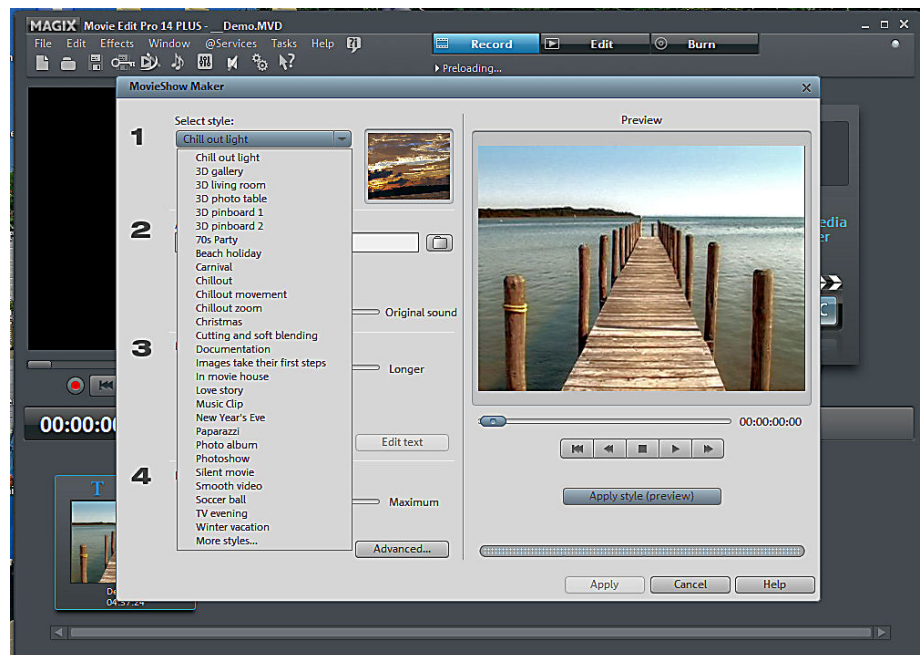 MAGIX Movie Edit Pro 14 PLUS - __Demo.MVD
File Edit Effects Window @Services Tasks Help
Record Edit Burn
Preloading...
MovieShow Maker
Select style:
Preview
1
Chill out light
Chill out light
3D gallery
3D living room
3D photo table
3D pinboard 1
3D pinboard 2
70s Party
Beach holiday
Carnival
Chillout
Chillout movement
Chillout zoom
Christmas
Cutting and soft blending
Documentation
Images take their first steps
In movie house
Love story
Music Clip
New Year's Eve
Paparazzi
Photo album
Photoshow
Silent movie
Smooth video
Soccer ball
TV evening
Winter vacation
More styles...
2
Original sound
3
Longer
Edit text
4
Maximum
Advanced...
00:00:00:00
Apply style (preview)
Apply Cancel Help
edia
er
C
00:00:00
T
De
04:57:24